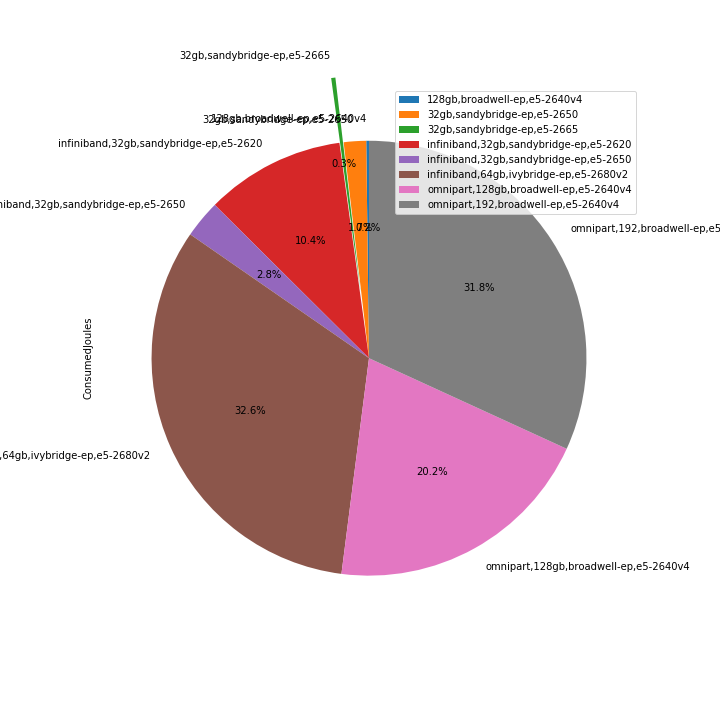 32gb,sandybridge-ep,e5-2665
128gb,broadwell-ep,e5-2640v4
32gb,sandybridge-ep,e5-2650
32gb,sandybridge-ep,e5-2665
infiniband,32gb,sandybridge-ep,e5-2620
infiniband,32gb,sandybridge-ep,e5-2650
infiniband,64gb,ivybridge-ep,e5-2680v2
omnipart,128gb,broadwell-ep,e5-2640v4
omnipart,192,broadwell-ep,e5-2640v4
32gb,sandybridge-ep,e5-2650
128gb,broadwell-ep,e5-2640v4
infiniband,32gb,sandybridge-ep,e5-2620
niband,32gb,sandybridge-ep,e5-2650
omnipart,192,broadwell-ep,e5
0.3%
1.7%
0.2%
10.4%
2.8%
31.8%
ConsumedJoules
32.6%
,64gb,ivybridge-ep,e5-2680v2
20.2%
omnipart,128gb,broadwell-ep,e5-2640v4